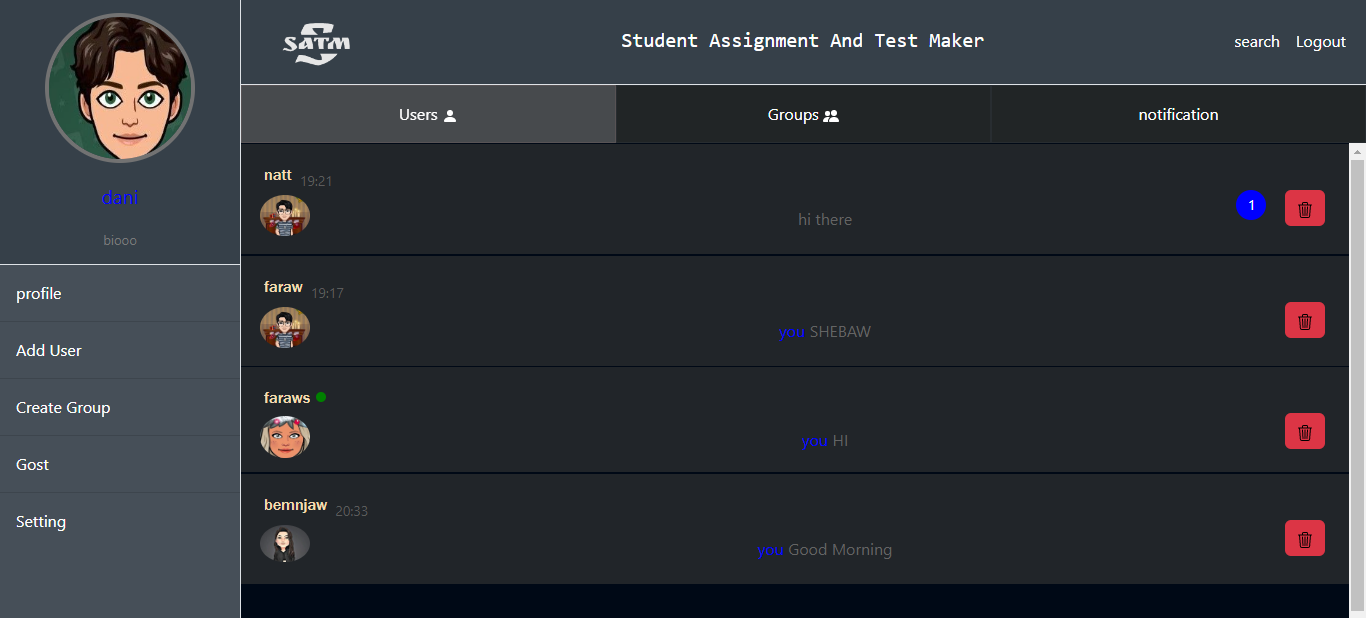 dani
biooo
profile
Add User
Create Group
Gost
Setting
SATM
Student Assignment And Test Maker
search
Logout
Users
Groups
notification
natt 19:21
hi there
1
faraw 19:17
you SHEBAW
faraws
you HI
bemnjaw 20:33
you Good Morning